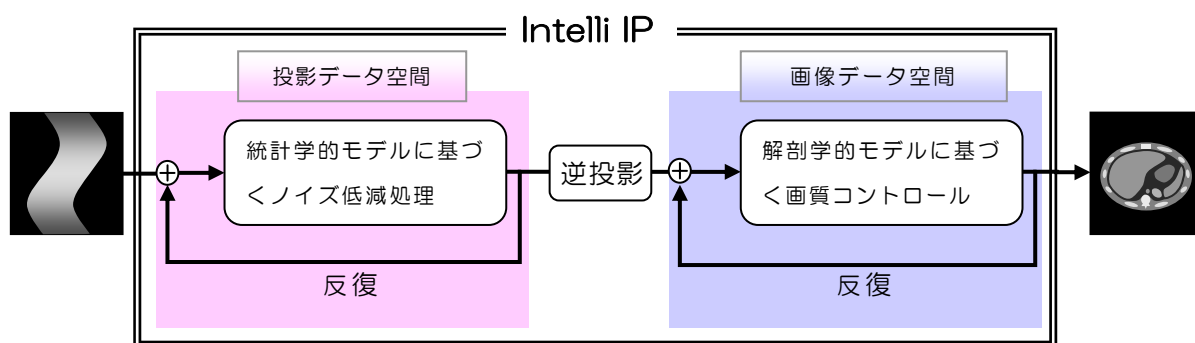 Intelli IP
投影データ空間
統計学的モデルに基づ
くノイズ低減処理
反復
逆投影
画像データ空間
解剖学的モデルに基づ
く画質コントロール
反復